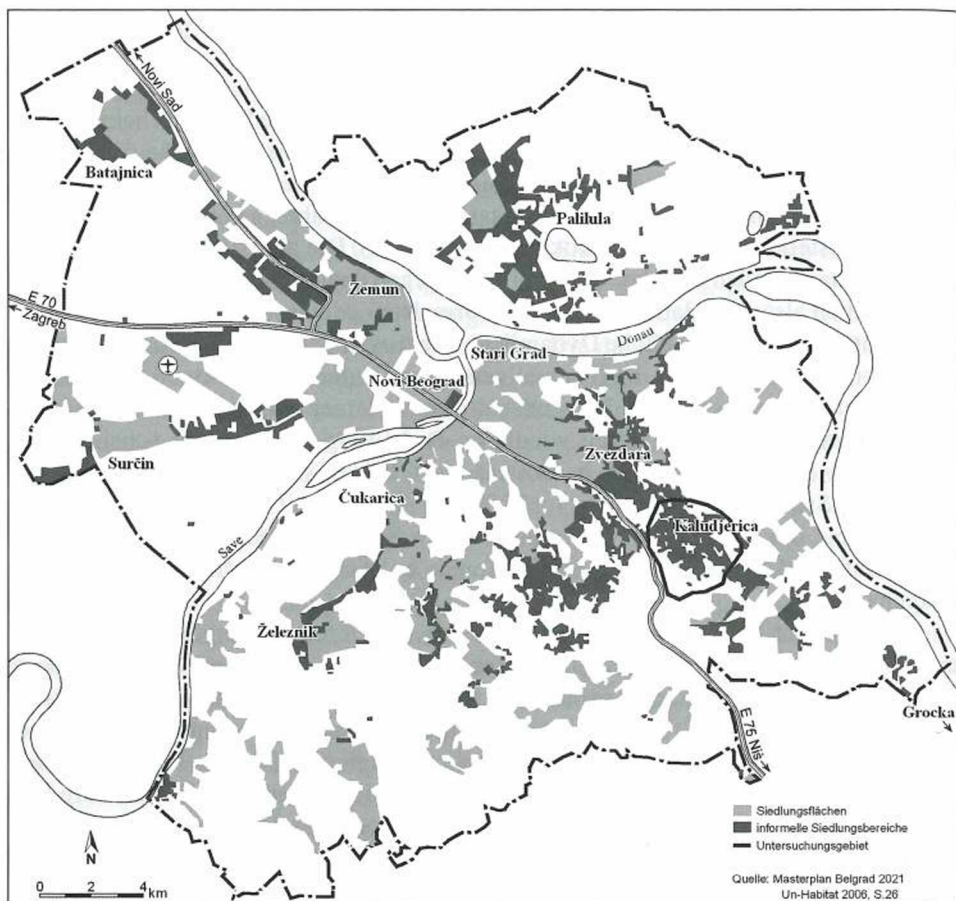 Novi Sad
Batajnica
Palilula
Zemun
E 70
Zagreb
Donau
Stari Grad
Novi Beograd
Zvezdara
Surčin
Čukarica
Kaludjerica
Save
Železnik
Grocka
E 75 Niš
Siedlungsflächen
informelle Siedlungsbereiche
Untersuchungsgebiet
N
0 2 4 km
Quelle: Masterplan Belgrad 2021
Un-Habitat 2006, S.26